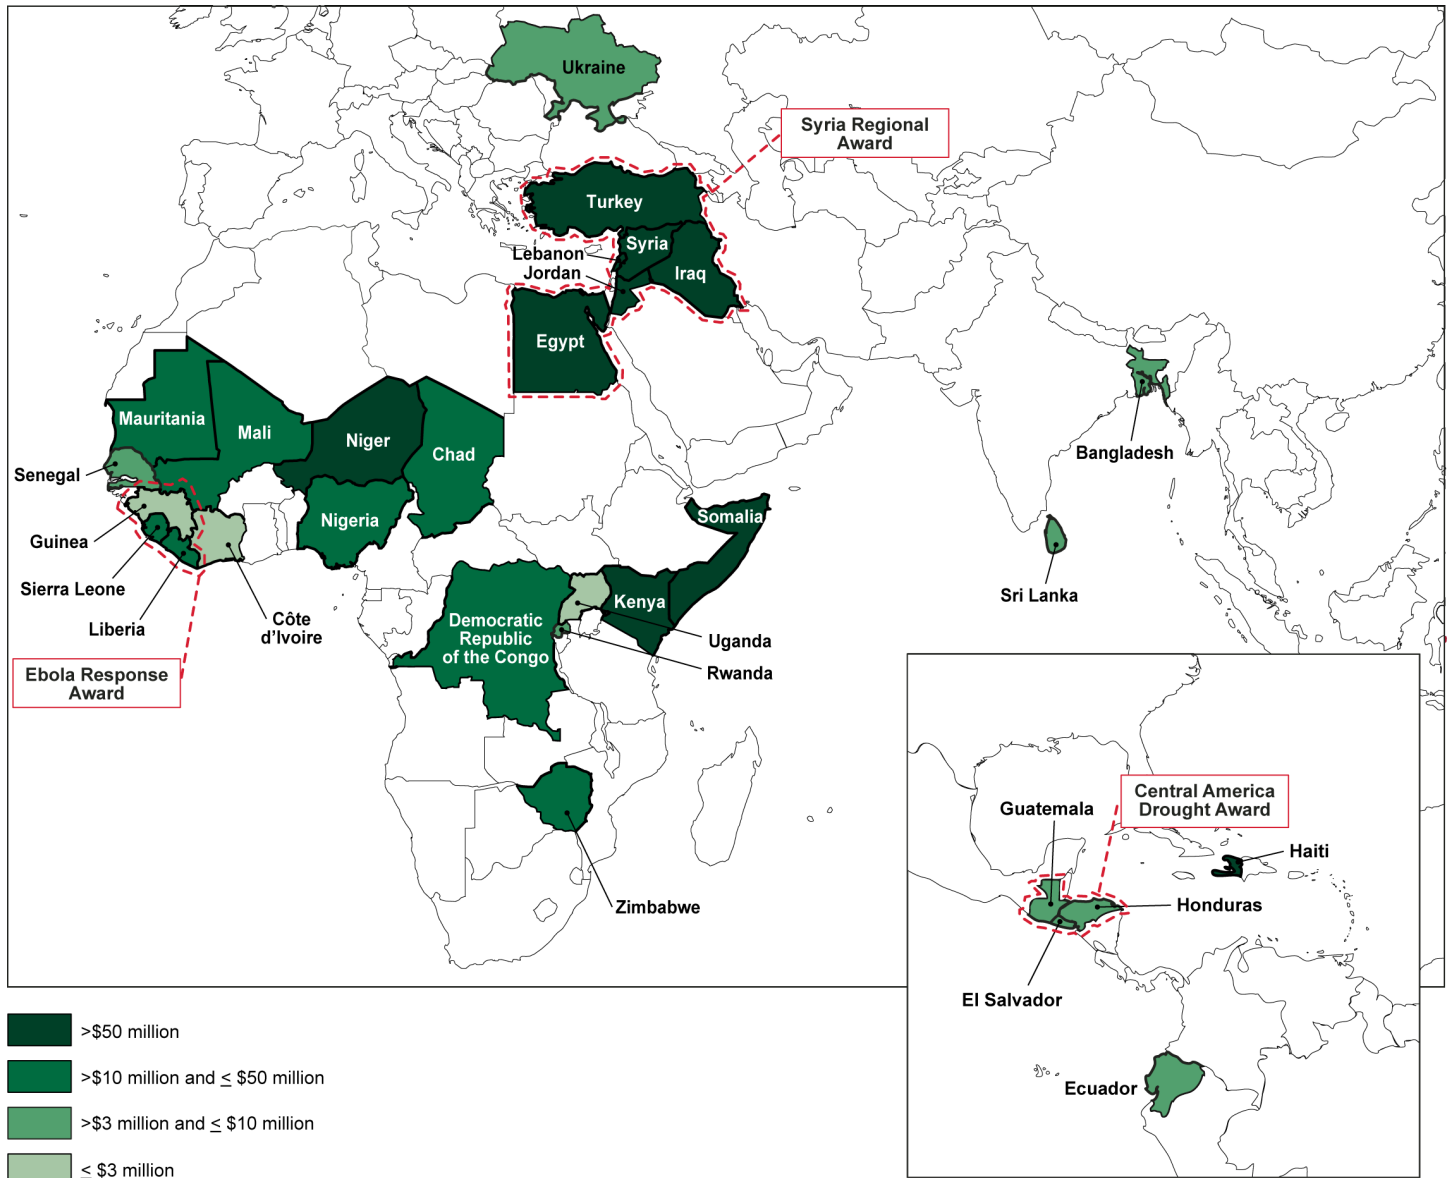 Ukraine
Syria Regional
Award
Turkey
Syria
Lebanon
Jordan
Iraq
Egypt
Mauritania
Mali
Niger
Chad
Senegal
Nigeria
Somalia
Guinea
Sierra Leone
Liberia
Côte
d'Ivoire
Ebola Response
Award
Democratic
Republic
of the Congo
Kenya
Uganda
Rwanda
Zimbabwe
Bangladesh
Sri Lanka
Central America
Drought Award
Guatemala
Haiti
Honduras
El Salvador
Ecuador
>$50 million
>$10 million and ≤ $50 million
>$3 million and ≤ $10 million
≤ $3 million